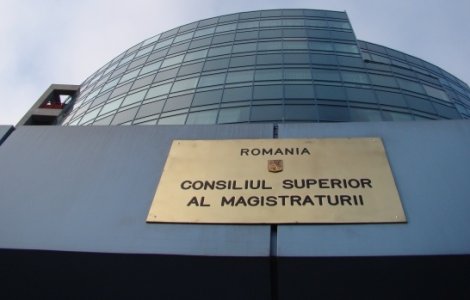 ROMANIA
CONSILIUL SUPERIOR
AL MAGISTRATURII